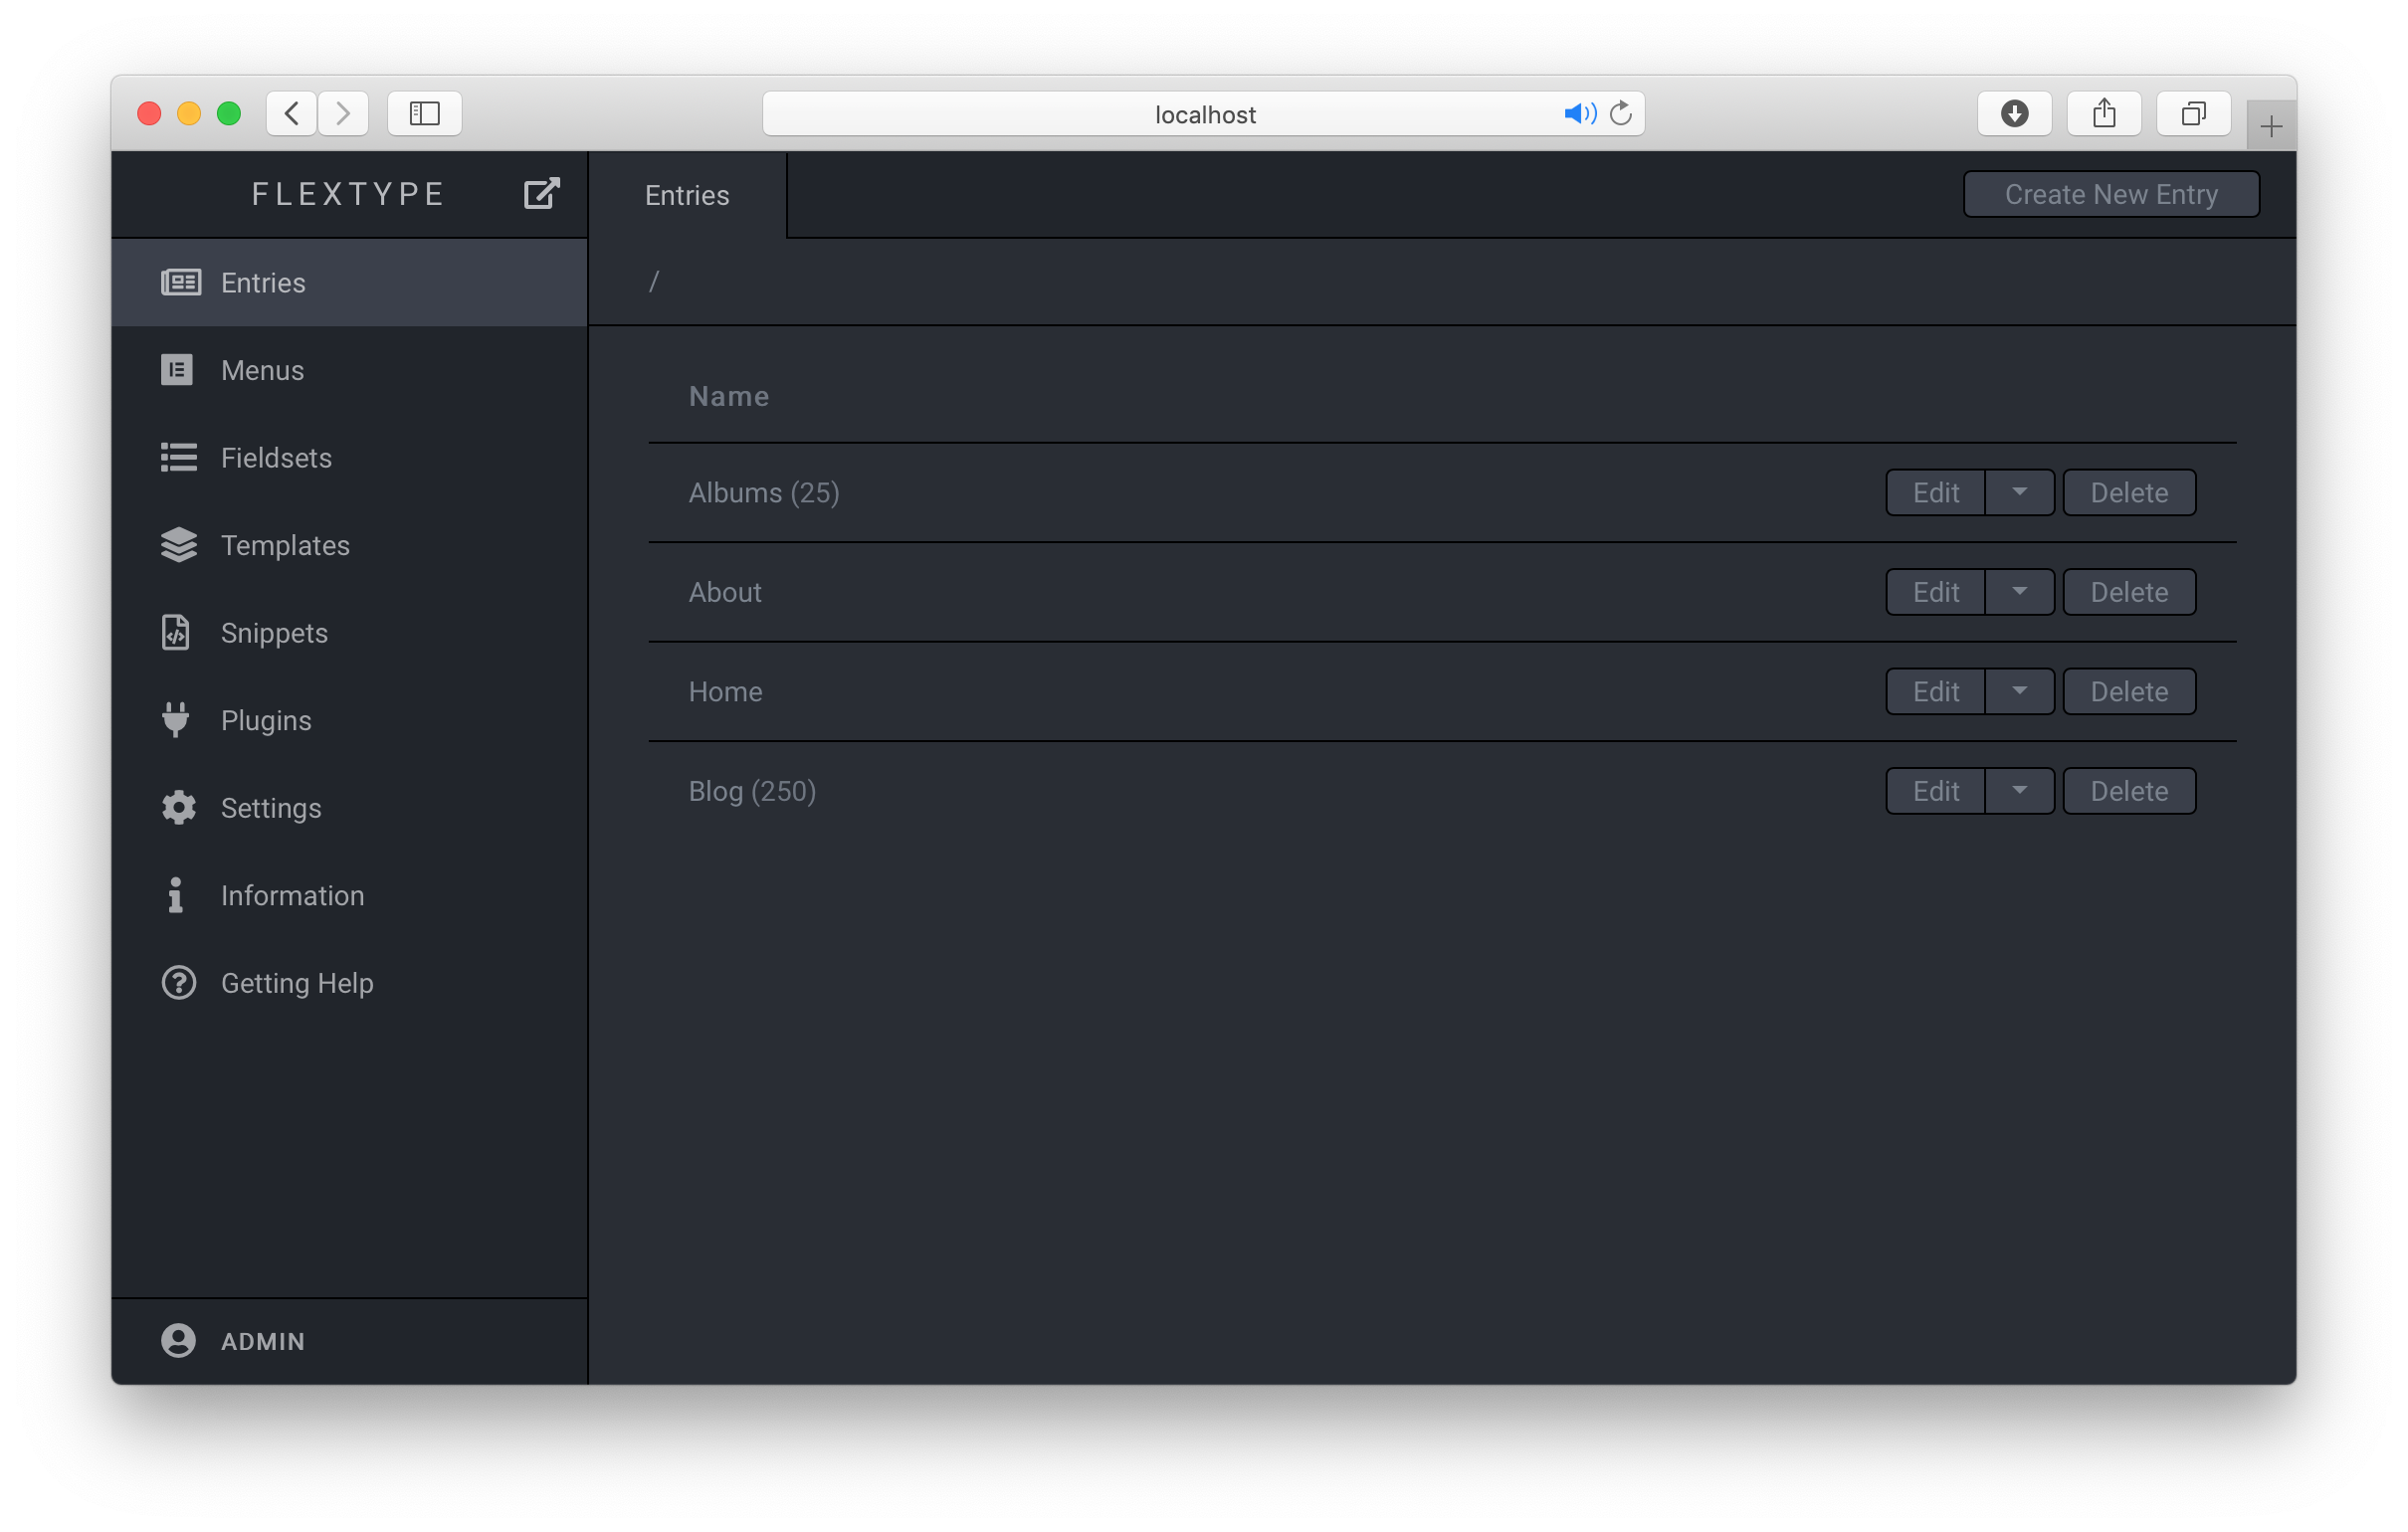 localhost
FLEXTYPE
Entries
Create New Entry
Entries
Menus
Fieldsets
Templates
Snippets
Plugins
Settings
Information
Getting Help
ADMIN
/
Name
Albums (25) Edit Delete
About Edit Delete
Home Edit Delete
Blog (250) Edit Delete